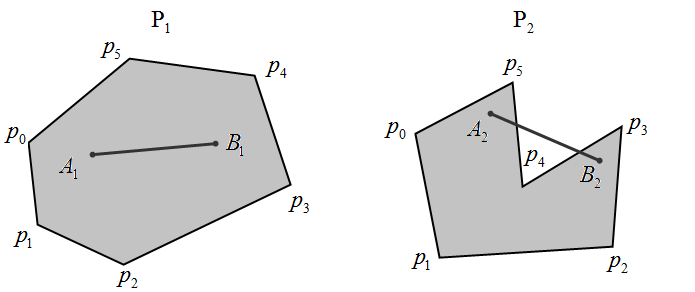 P₁
p₅
p₄
p₀
B₁
A₁
p₃
p₁
p₂
P₂
p₅
p₀
A₂
p₃
p₄
B₂
p₁
p₂